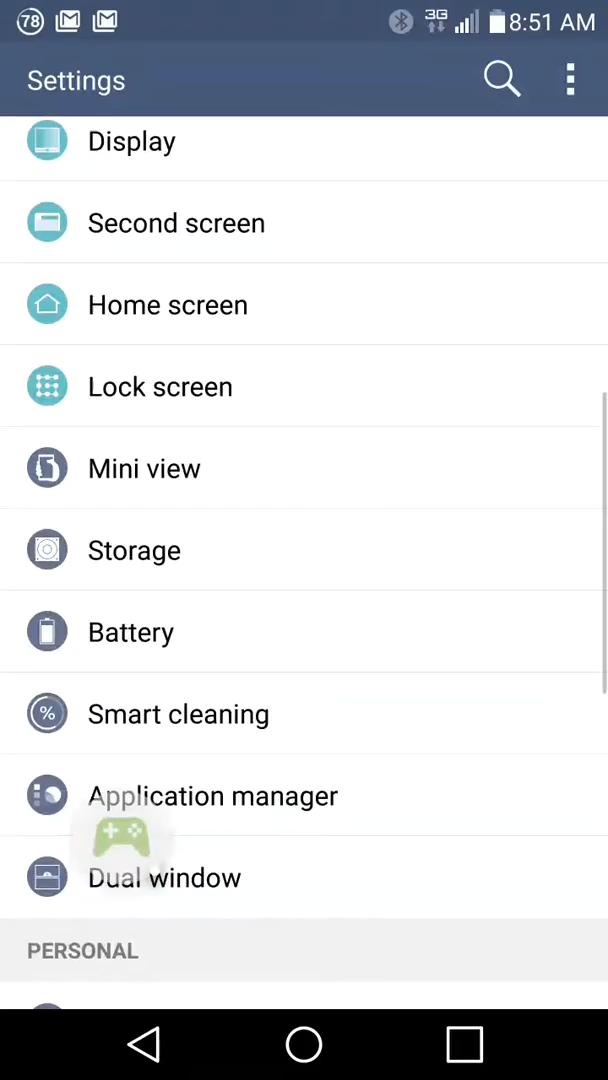 78
3G
8:51 AM
Settings
Display
Second screen
Home screen
Lock screen
Mini view
Storage
Battery
%
Smart cleaning
Application manager
Dual window
PERSONAL